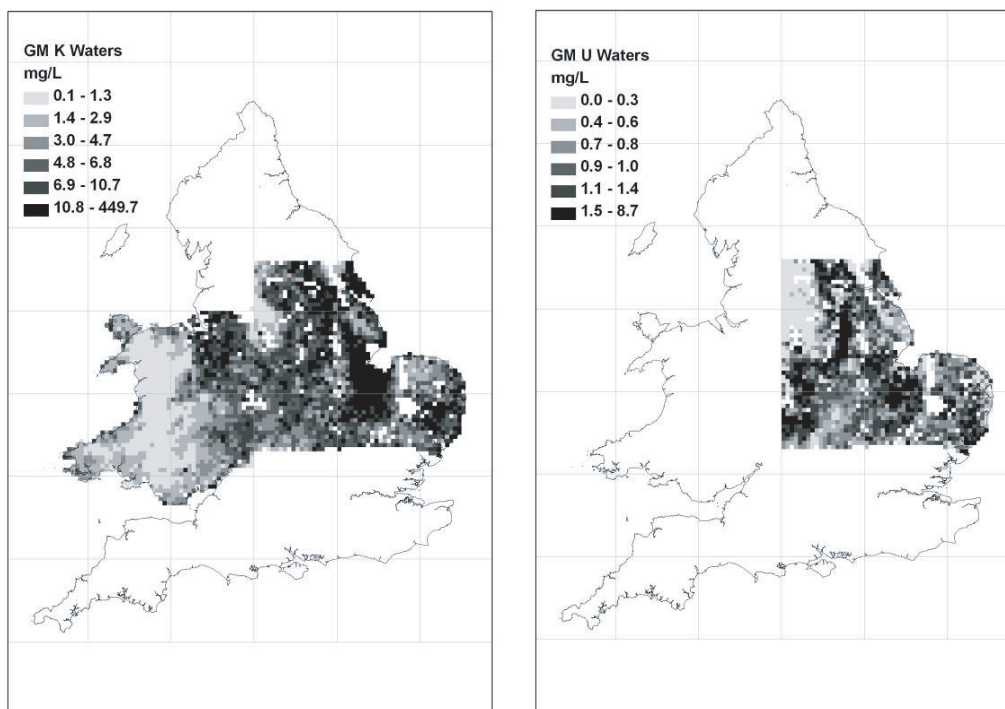 GM K Waters
mg/L
0.1 - 1.3
1.4 - 2.9
3.0 - 4.7
4.8 - 6.8
6.9 - 10.7
10.8 - 449.7
GM U Waters
mg/L
0.0 - 0.3
0.4 - 0.6
0.7 - 0.8
0.9 - 1.0
1.1 - 1.4
1.5 - 8.7